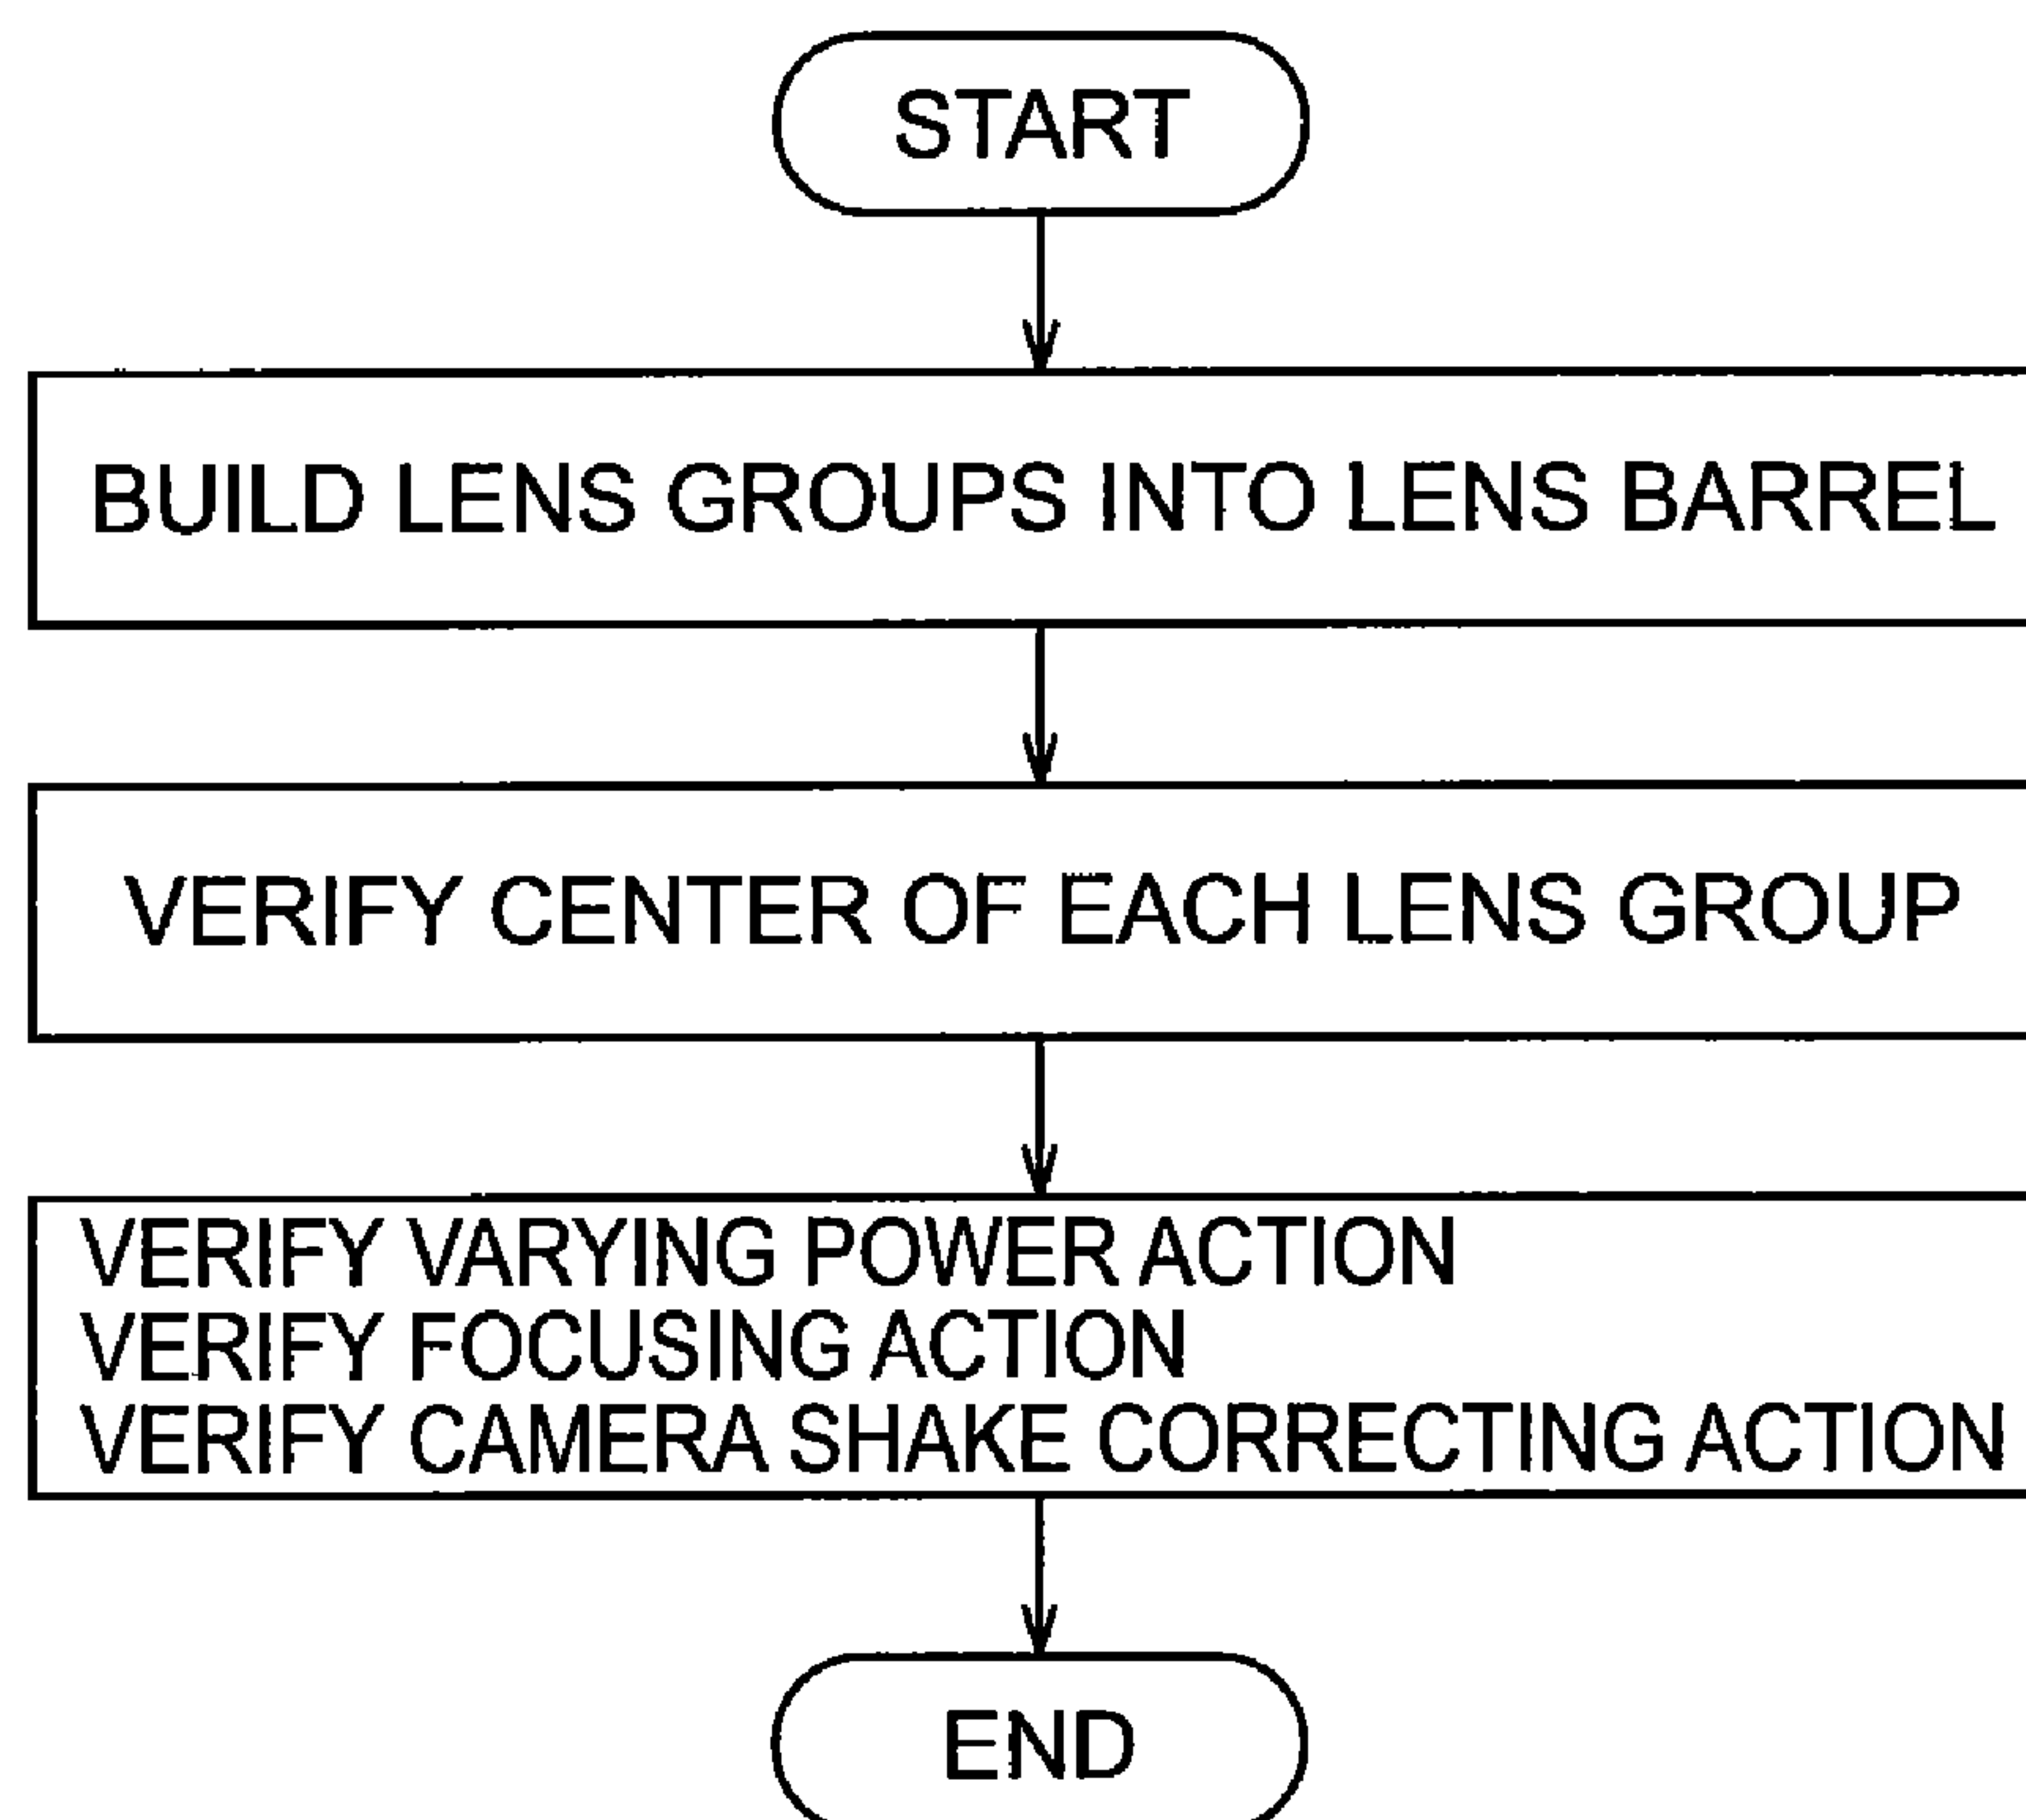 START
BUILD LENS GROUPS INTO LENS BARREL
VERIFY CENTER OF EACH LENS GROUP
VERIFY VARYING POWER ACTION
VERIFY FOCUSING ACTION
VERIFY CAMERA SHAKE CORRECTING ACTION
END